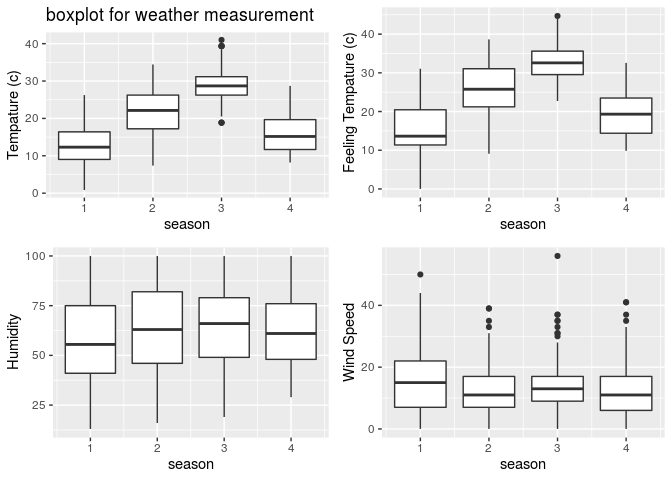 boxplot for weather measurement
Tempature (c)
40
30
20
10
0
1 2 3 4
season
Feeling Tempature (c)
40
30
20
10
0
1 2 3 4
season
Humidity
100
75
50
25
1 2 3 4
season
Wind Speed
40
20
0
1 2 3 4
season